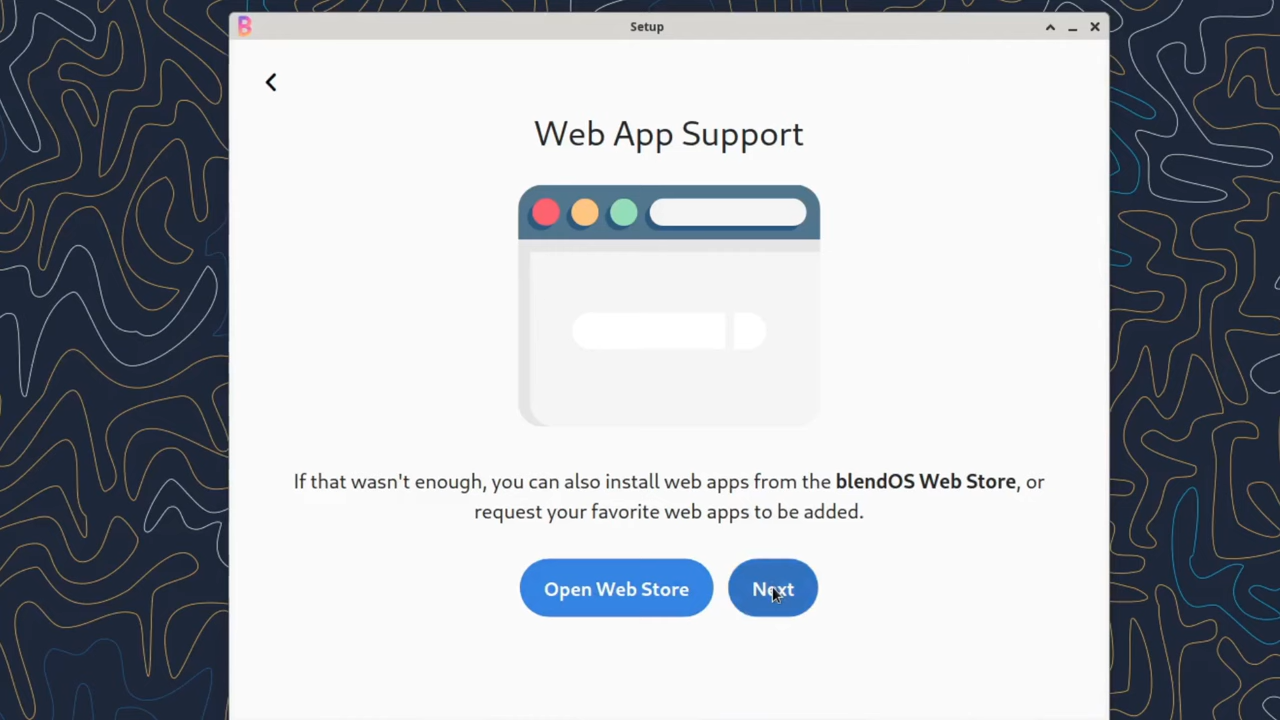 B
Setup
Web App Support
If that wasn't enough, you can also install web apps from the blendOS Web Store, or
request your favorite web apps to be added.
Open Web Store
Next